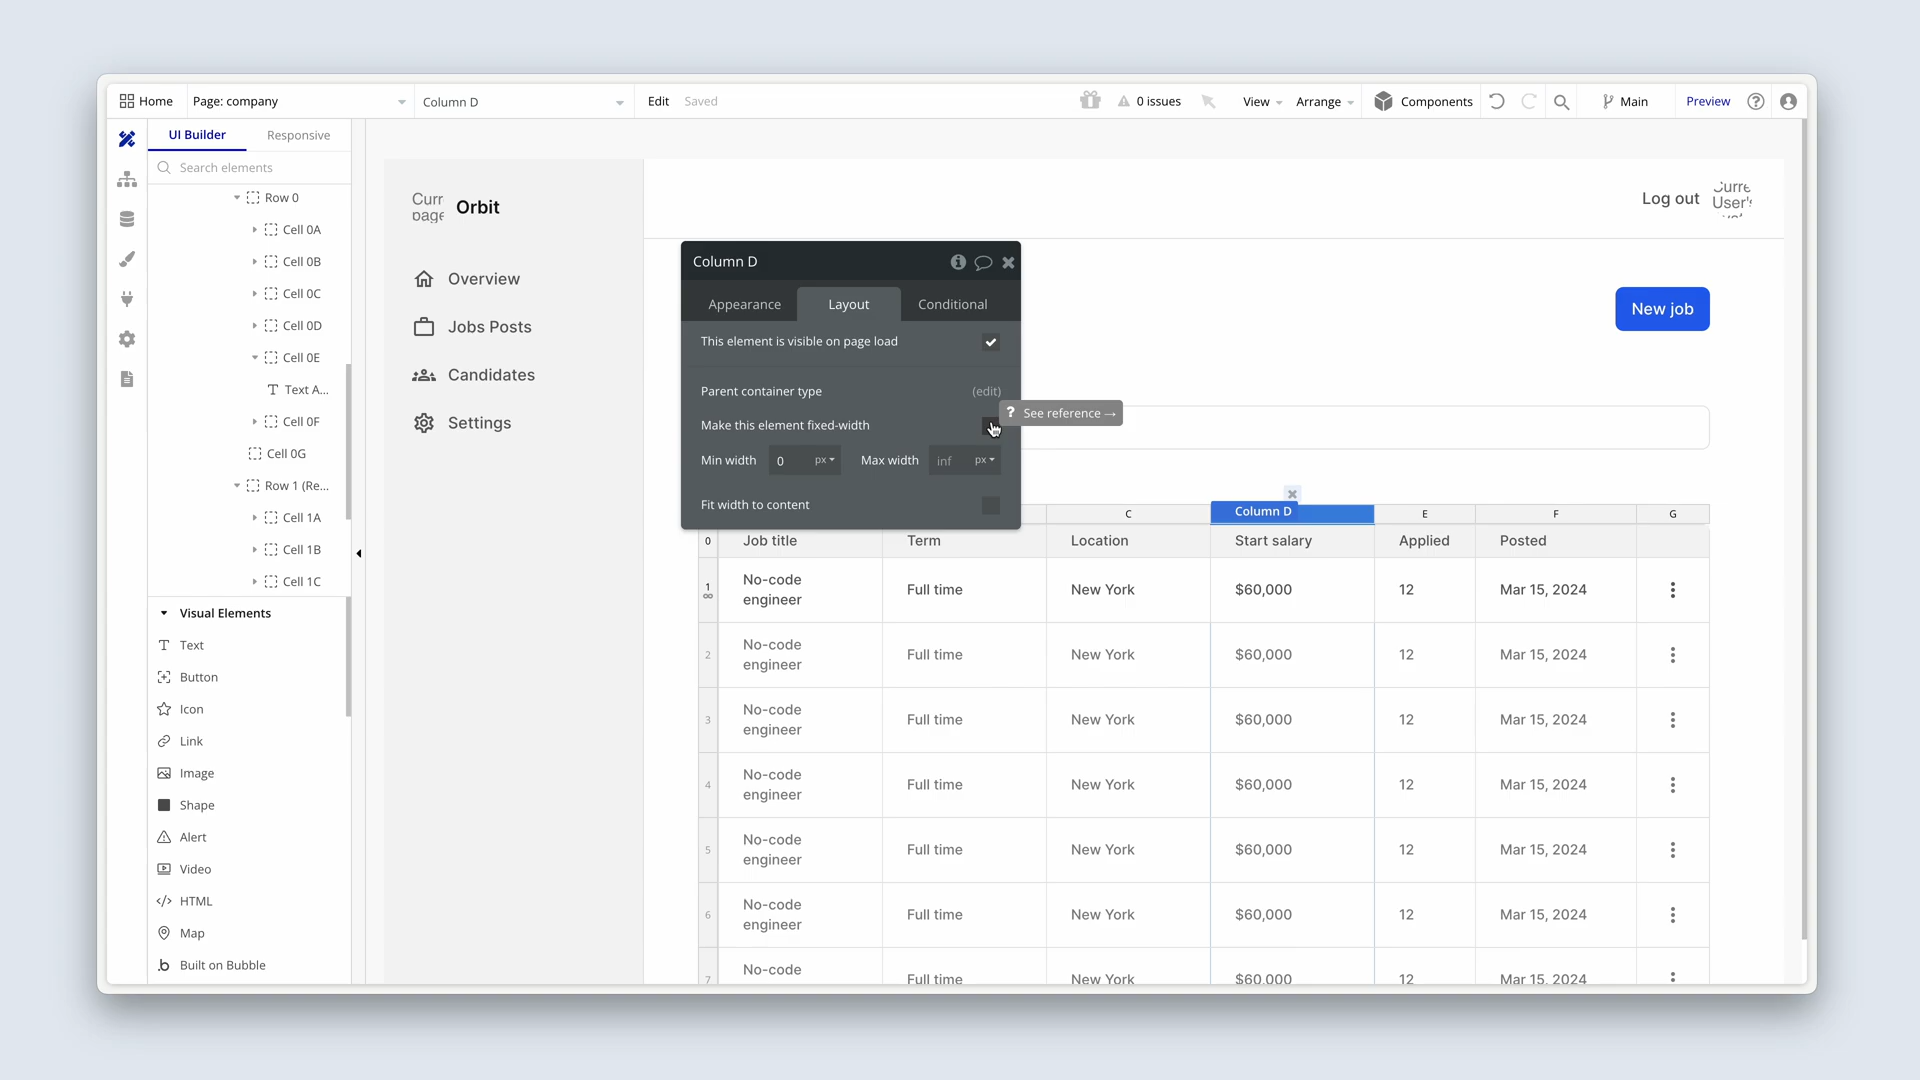 Home
Page: company
Column D
Edit
Saved
0 issues
View
Arrange
Components
Main
Preview
UI Builder
Responsive
Search elements
Row 0
Cell 0A
Cell 0B
Cell 0C
Cell 0D
Cell 0E
Text A...
Cell 0F
Cell 0G
Row 1 (Re...
Cell 1A
Cell 1B
Cell 1C
Visual Elements
Text
Button
Icon
Link
Image
Shape
Alert
Video
HTML
Map
Built on Bubble
Curr
page
Orbit
Overview
Jobs Posts
Candidates
Settings
Log out
Curre
User's
New job
Column D
Appearance
Layout
Conditional
This element is visible on page load
Parent container type
(edit)
Make this element fixed-width
? See reference →
Min width 0 px
Max width inf px
Fit width to content
C
Column D
E
F
G
0 Job title Term Location Start salary Applied Posted
1 No-code engineer Full time New York $60,000 12 Mar 15, 2024
2 No-code engineer Full time New York $60,000 12 Mar 15, 2024
3 No-code engineer Full time New York $60,000 12 Mar 15, 2024
4 No-code engineer Full time New York $60,000 12 Mar 15, 2024
5 No-code engineer Full time New York $60,000 12 Mar 15, 2024
6 No-code engineer Full time New York $60,000 12 Mar 15, 2024
7 No-code Full time New York $60,000 12 Mar 15, 2024